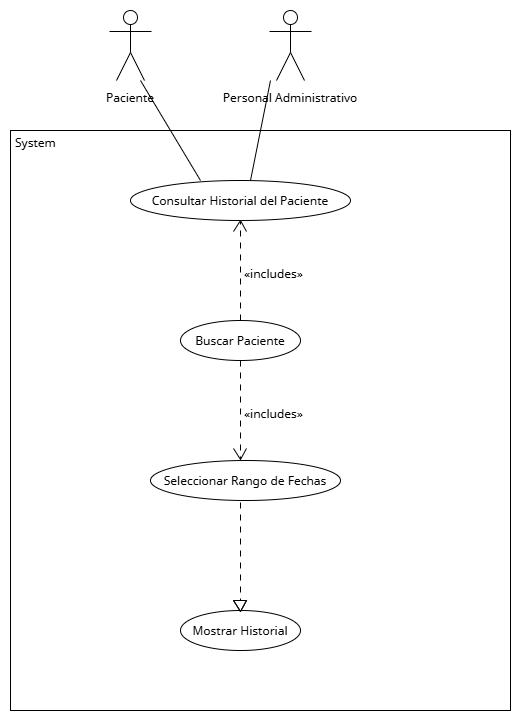 Paciente
Personal Administrativo
System
Consultar Historial del Paciente
«includes»
Buscar Paciente
«includes»
Seleccionar Rango de Fechas
Mostrar Historial